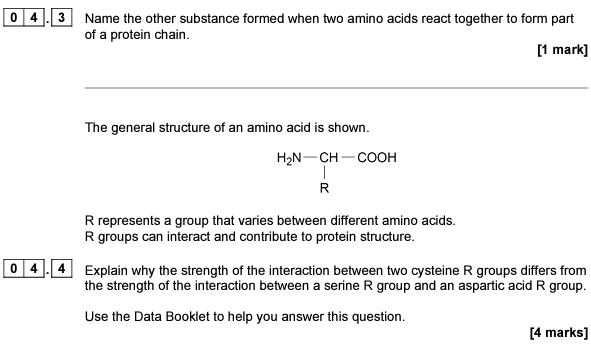 04.3 Name the other substance formed when two amino acids react together to form part
of a protein chain.
[1 mark]
The general structure of an amino acid is shown.
H₂N—CH—COOH
|
R
R represents a group that varies between different amino acids.
R groups can interact and contribute to protein structure.
04.4 Explain why the strength of the interaction between two cysteine R groups differs from
the strength of the interaction between a serine R group and an aspartic acid R group.
Use the Data Booklet to help you answer this question.
[4 marks]